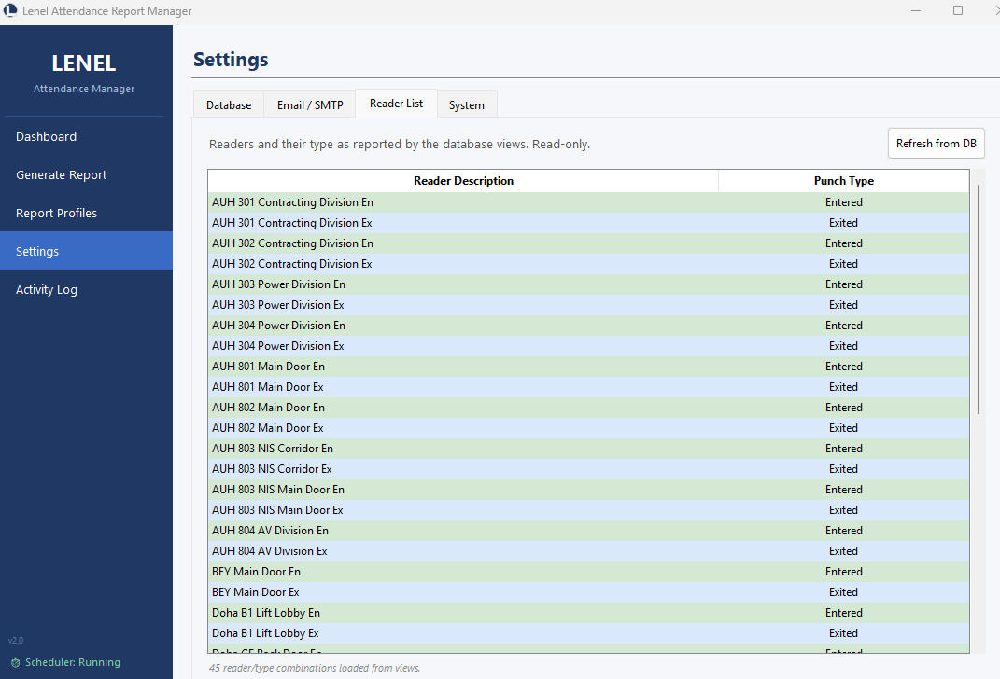 Lenel Attendance Report Manager
LENEL
Attendance Manager
Dashboard
Generate Report
Report Profiles
Settings
Activity Log
v2.0
Scheduler: Running
Settings
Database
Email / SMTP
Reader List
System
Readers and their type as reported by the database views. Read-only.
Refresh from DB
Reader Description Punch Type
AUH 301 Contracting Division En Entered
AUH 301 Contracting Division Ex Exited
AUH 302 Contracting Division En Entered
AUH 302 Contracting Division Ex Exited
AUH 303 Power Division En Entered
AUH 303 Power Division Ex Exited
AUH 304 Power Division En Entered
AUH 304 Power Division Ex Exited
AUH 801 Main Door En Entered
AUH 801 Main Door Ex Exited
AUH 802 Main Door En Entered
AUH 802 Main Door Ex Exited
AUH 803 NIS Corridor En Entered
AUH 803 NIS Corridor Ex Exited
AUH 803 NIS Main Door En Entered
AUH 803 NIS Main Door Ex Exited
AUH 804 AV Division En Entered
AUH 804 AV Division Ex Exited
BEY Main Door En Entered
BEY Main Door Ex Exited
Doha B1 Lift Lobby En Entered
Doha B1 Lift Lobby Ex Exited
45 reader/type combinations loaded from views.